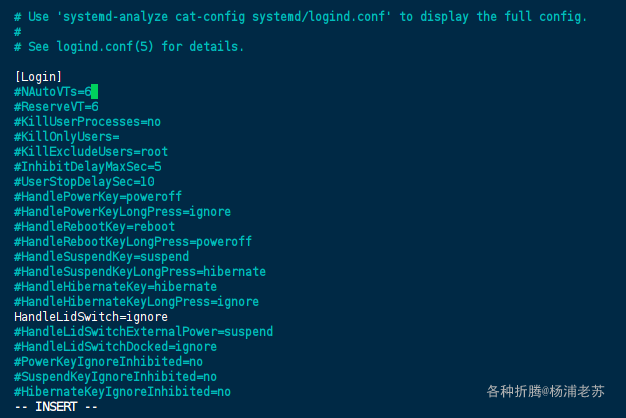 # Use 'systemd-analyze cat-config systemd/logind.conf' to display the full config.
#
# See logind.conf(5) for details.
[Login]
#NAutoVTs=6
#ReserveVT=6
#KillUserProcesses=no
#KillOnlyUsers=
#KillExcludeUsers=root
#InhibitDelayMaxSec=5
#UserStopDelaySec=10
#HandlePowerKey=poweroff
#HandlePowerKeyLongPress=ignore
#HandleRebootKey=reboot
#HandleRebootKeyLongPress=poweroff
#HandleSuspendKey=suspend
#HandleSuspendKeyLongPress=hibernate
#HandleHibernateKey=hibernate
#HandleHibernateKeyLongPress=ignore
HandleLidSwitch=ignore
#HandleLidSwitchExternalPower=suspend
#HandleLidSwitchDocked=ignore
#PowerKeyIgnoreInhibited=no
#SuspendKeyIgnoreInhibited=no
#HibernateKeyIgnoreInhibited=no
-- INSERT --
各种折腾@杨浦老苏